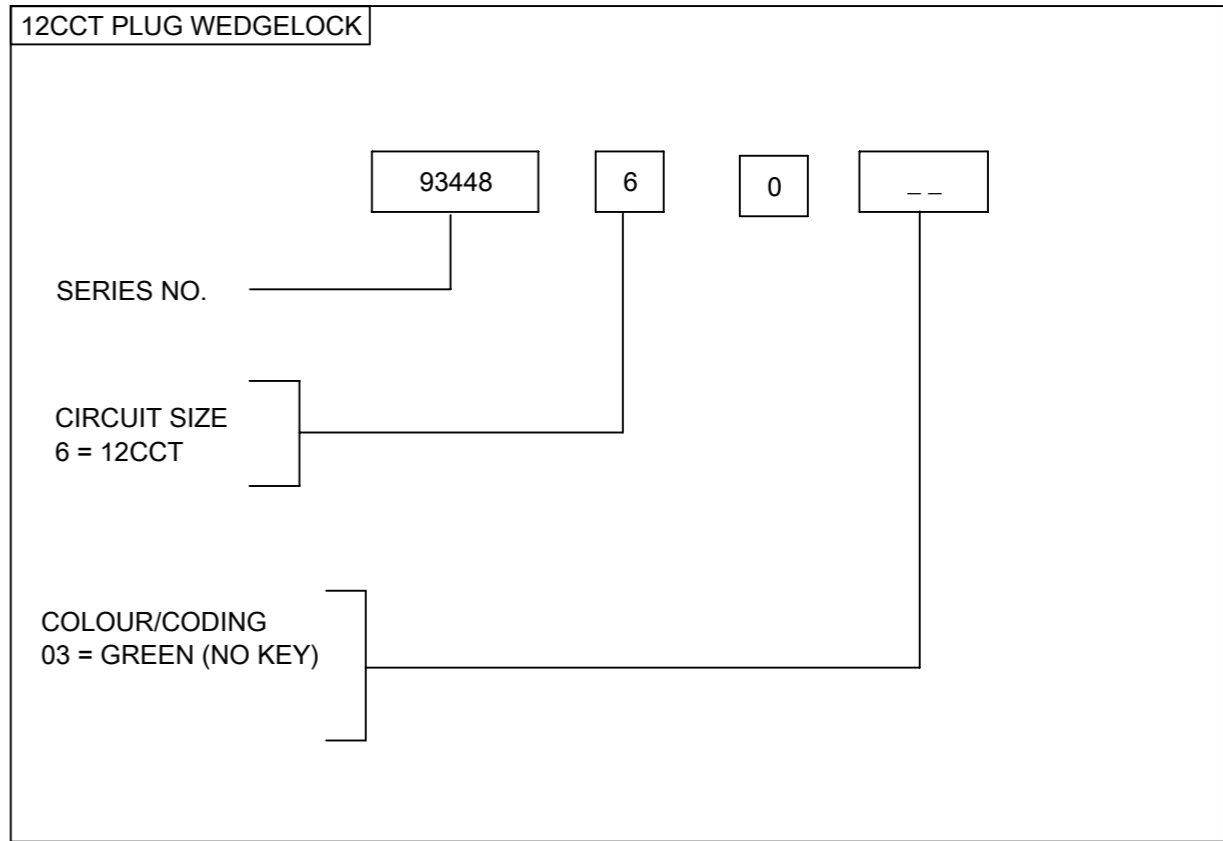 12CCT PLUG WEDGELOCK
93448 6 0 _ _
SERIES NO.
CIRCUIT SIZE
6 = 12CCT
COLOUR/CODING
03 = GREEN (NO KEY)